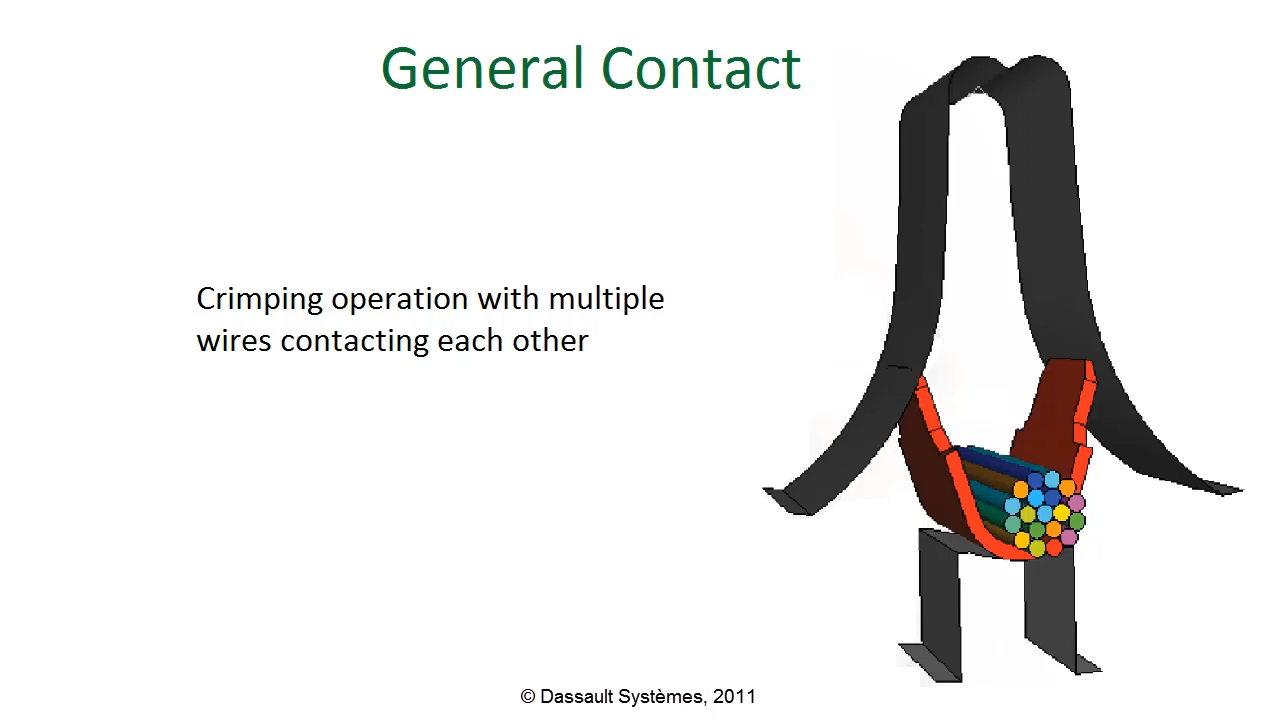 General Contact
Crimping operation with multiple
wires contacting each other
© Dassault Systèmes, 2011